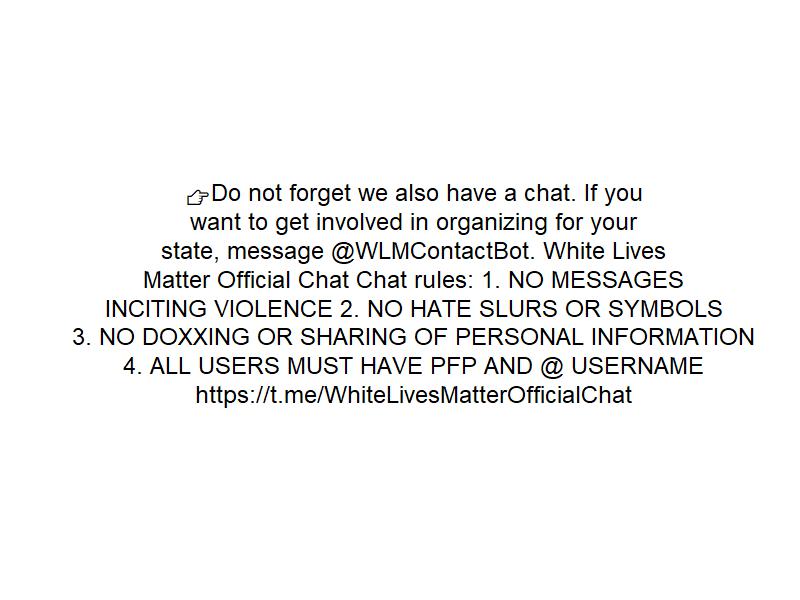 👉Do not forget we also have a chat. If you
want to get involved in organizing for your
state, message @WLMContactBot. White Lives
Matter Official Chat Chat rules: 1. NO MESSAGES
INCITING VIOLENCE 2. NO HATE SLURS OR SYMBOLS
3. NO DOXXING OR SHARING OF PERSONAL INFORMATION
4. ALL USERS MUST HAVE PFP AND @ USERNAME
https://t.me/WhiteLivesMatterOfficialChat